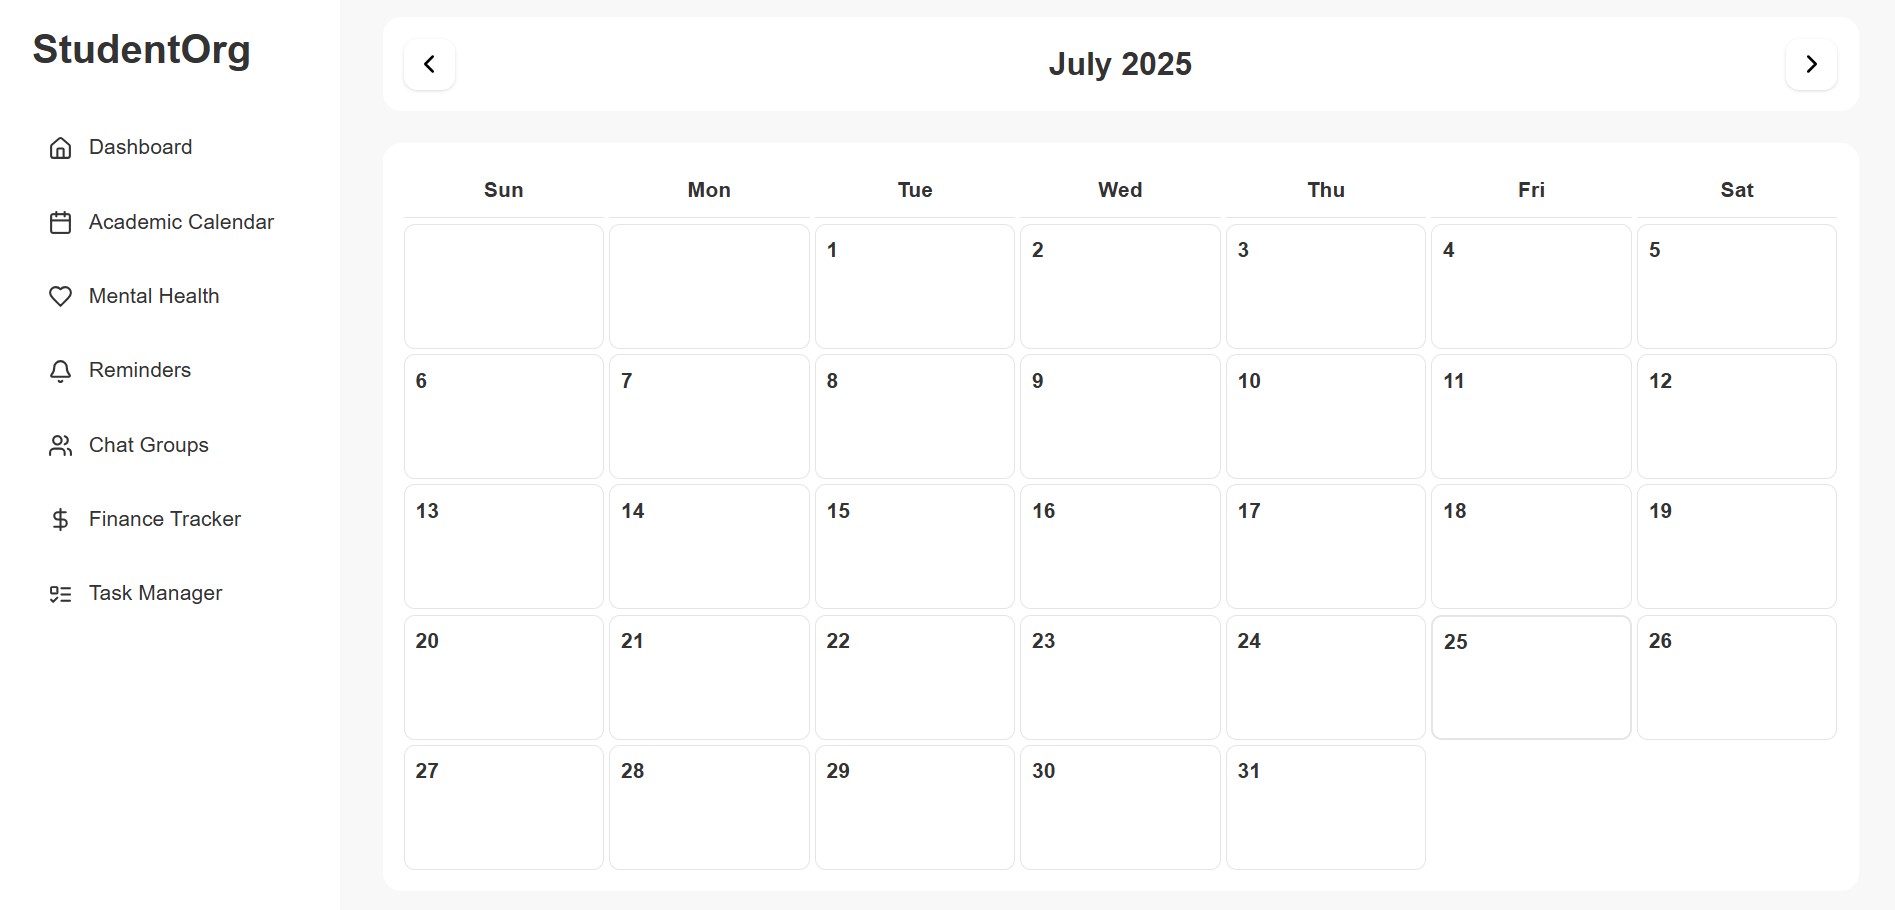 StudentOrg
Dashboard
Academic Calendar
Mental Health
Reminders
Chat Groups
Finance Tracker
Task Manager
July 2025
Sun Mon Tue Wed Thu Fri Sat
1 2 3 4 5
6 7 8 9 10 11 12
13 14 15 16 17 18 19
20 21 22 23 24 25 26
27 28 29 30 31